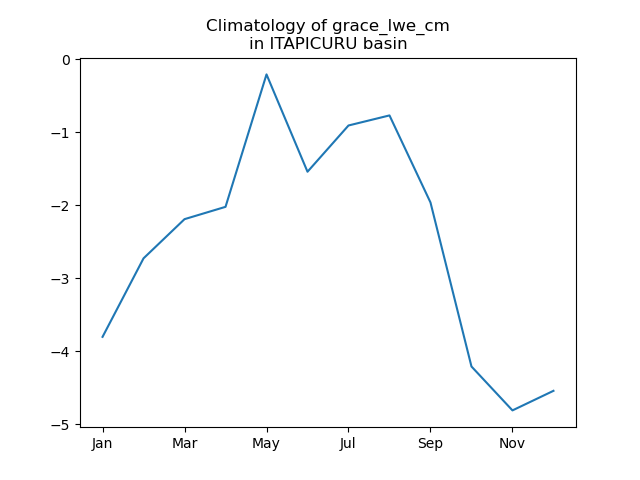 Climatology of grace_lwe_cm
in ITAPICURU basin
0
−1
−2
−3
−4
−5
Jan
Mar
May
Jul
Sep
Nov